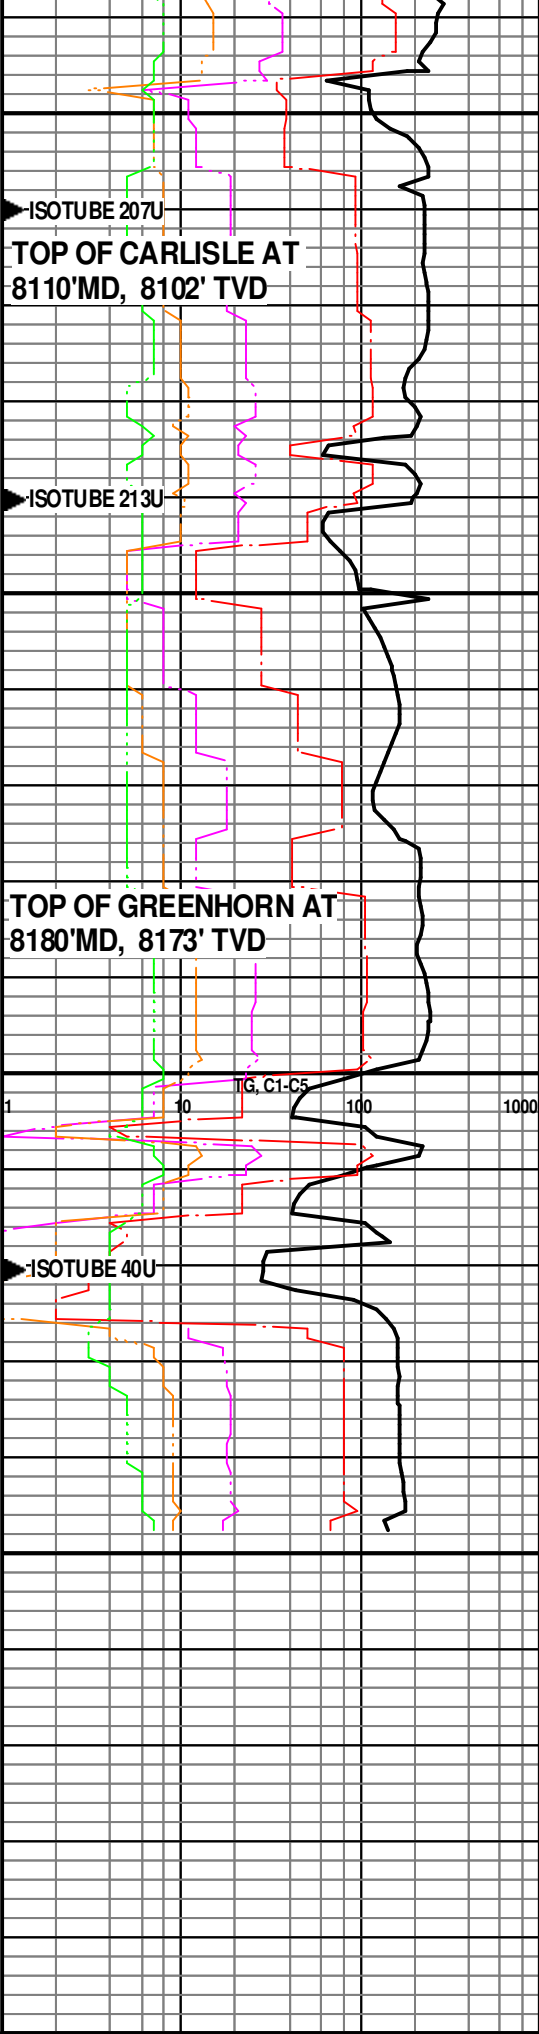 ISOTUBE 207U
TOP OF CARLISLE AT
8110'MD, 8102' TVD
ISOTUBE 213U
TOP OF GREENHORN AT
8180'MD, 8173' TVD
TG, C1-C5
1 10 100 1000
ISOTUBE 40U